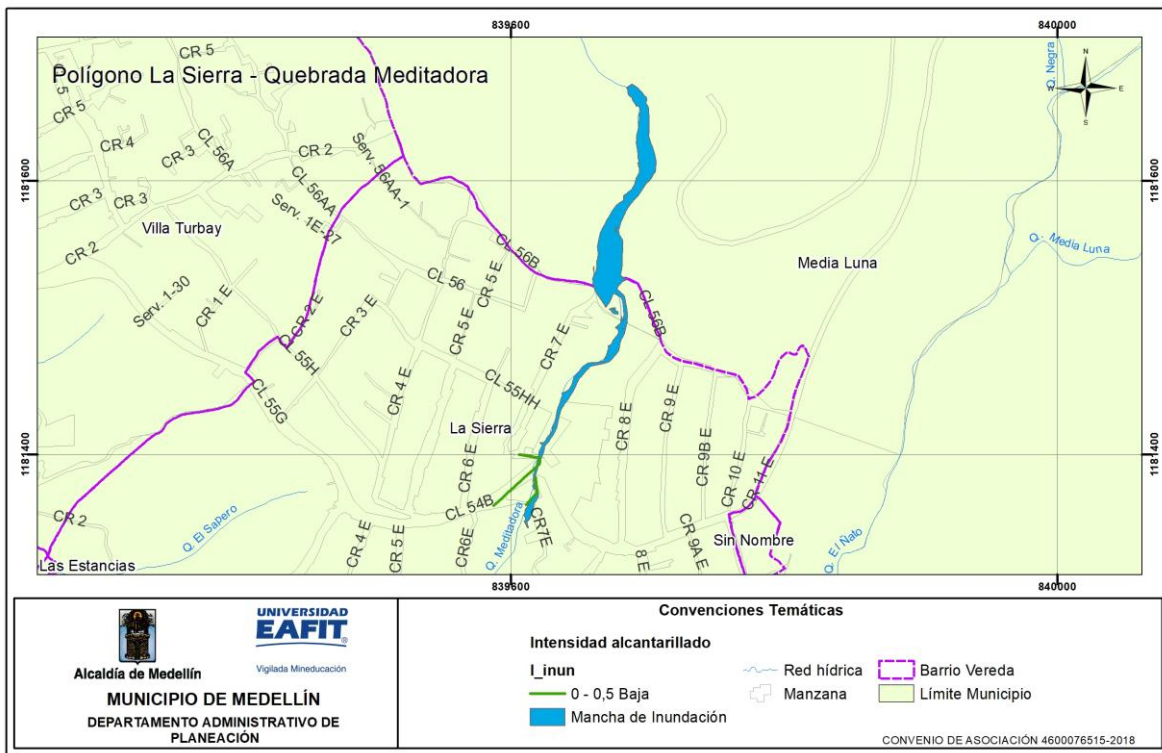 839600
840000
Polígono La Sierra - Quebrada Meditadora
CR 5
CR 5
CR 4
CR 3
CL 56A
CR 2
CR 3
CR 3
CL 56AA
Serv. 56AA-1
Serv. 1E-27
Villa Turbay
CR 2
Serv. 1-30
CR 1 E
CR 2 E
CR 3 E
CL 56
CR 5 E
CL 56B
CL 56B
CL 55H
CL 55G
CR 4 E
CR 5 E
CL 55HH
CR 7 E
La Sierra
CR 6 E
CR 8 E
CR 9 E
CR 9B E
CR 10 E
CR 11 E
CL 54B
CR7E
Q. Meditadora
CR6E
CR 5 E
CR 4 E
8 E
CR 9A E
Sin Nombre
Media Luna
Q. Negra
Q. Media Luna
Q. El Ñato
Q. El Sapero
CR 2
Las Estancias
N
E
S
1181600
1181600
1181400
1181400
839600
840000
Alcaldía de Medellín
UNIVERSIDAD
EAFIT
Vigilada Mineducación
MUNICIPIO DE MEDELLÍN
DEPARTAMENTO ADMINISTRATIVO DE
PLANEACIÓN
Convenciones Temáticas
Intensidad alcantarillado
I_inun
0 - 0,5 Baja
Mancha de Inundación
Red hídrica
Manzana
Barrio Vereda
Límite Municipio
CONVENIO DE ASOCIACIÓN 4600076515-2018